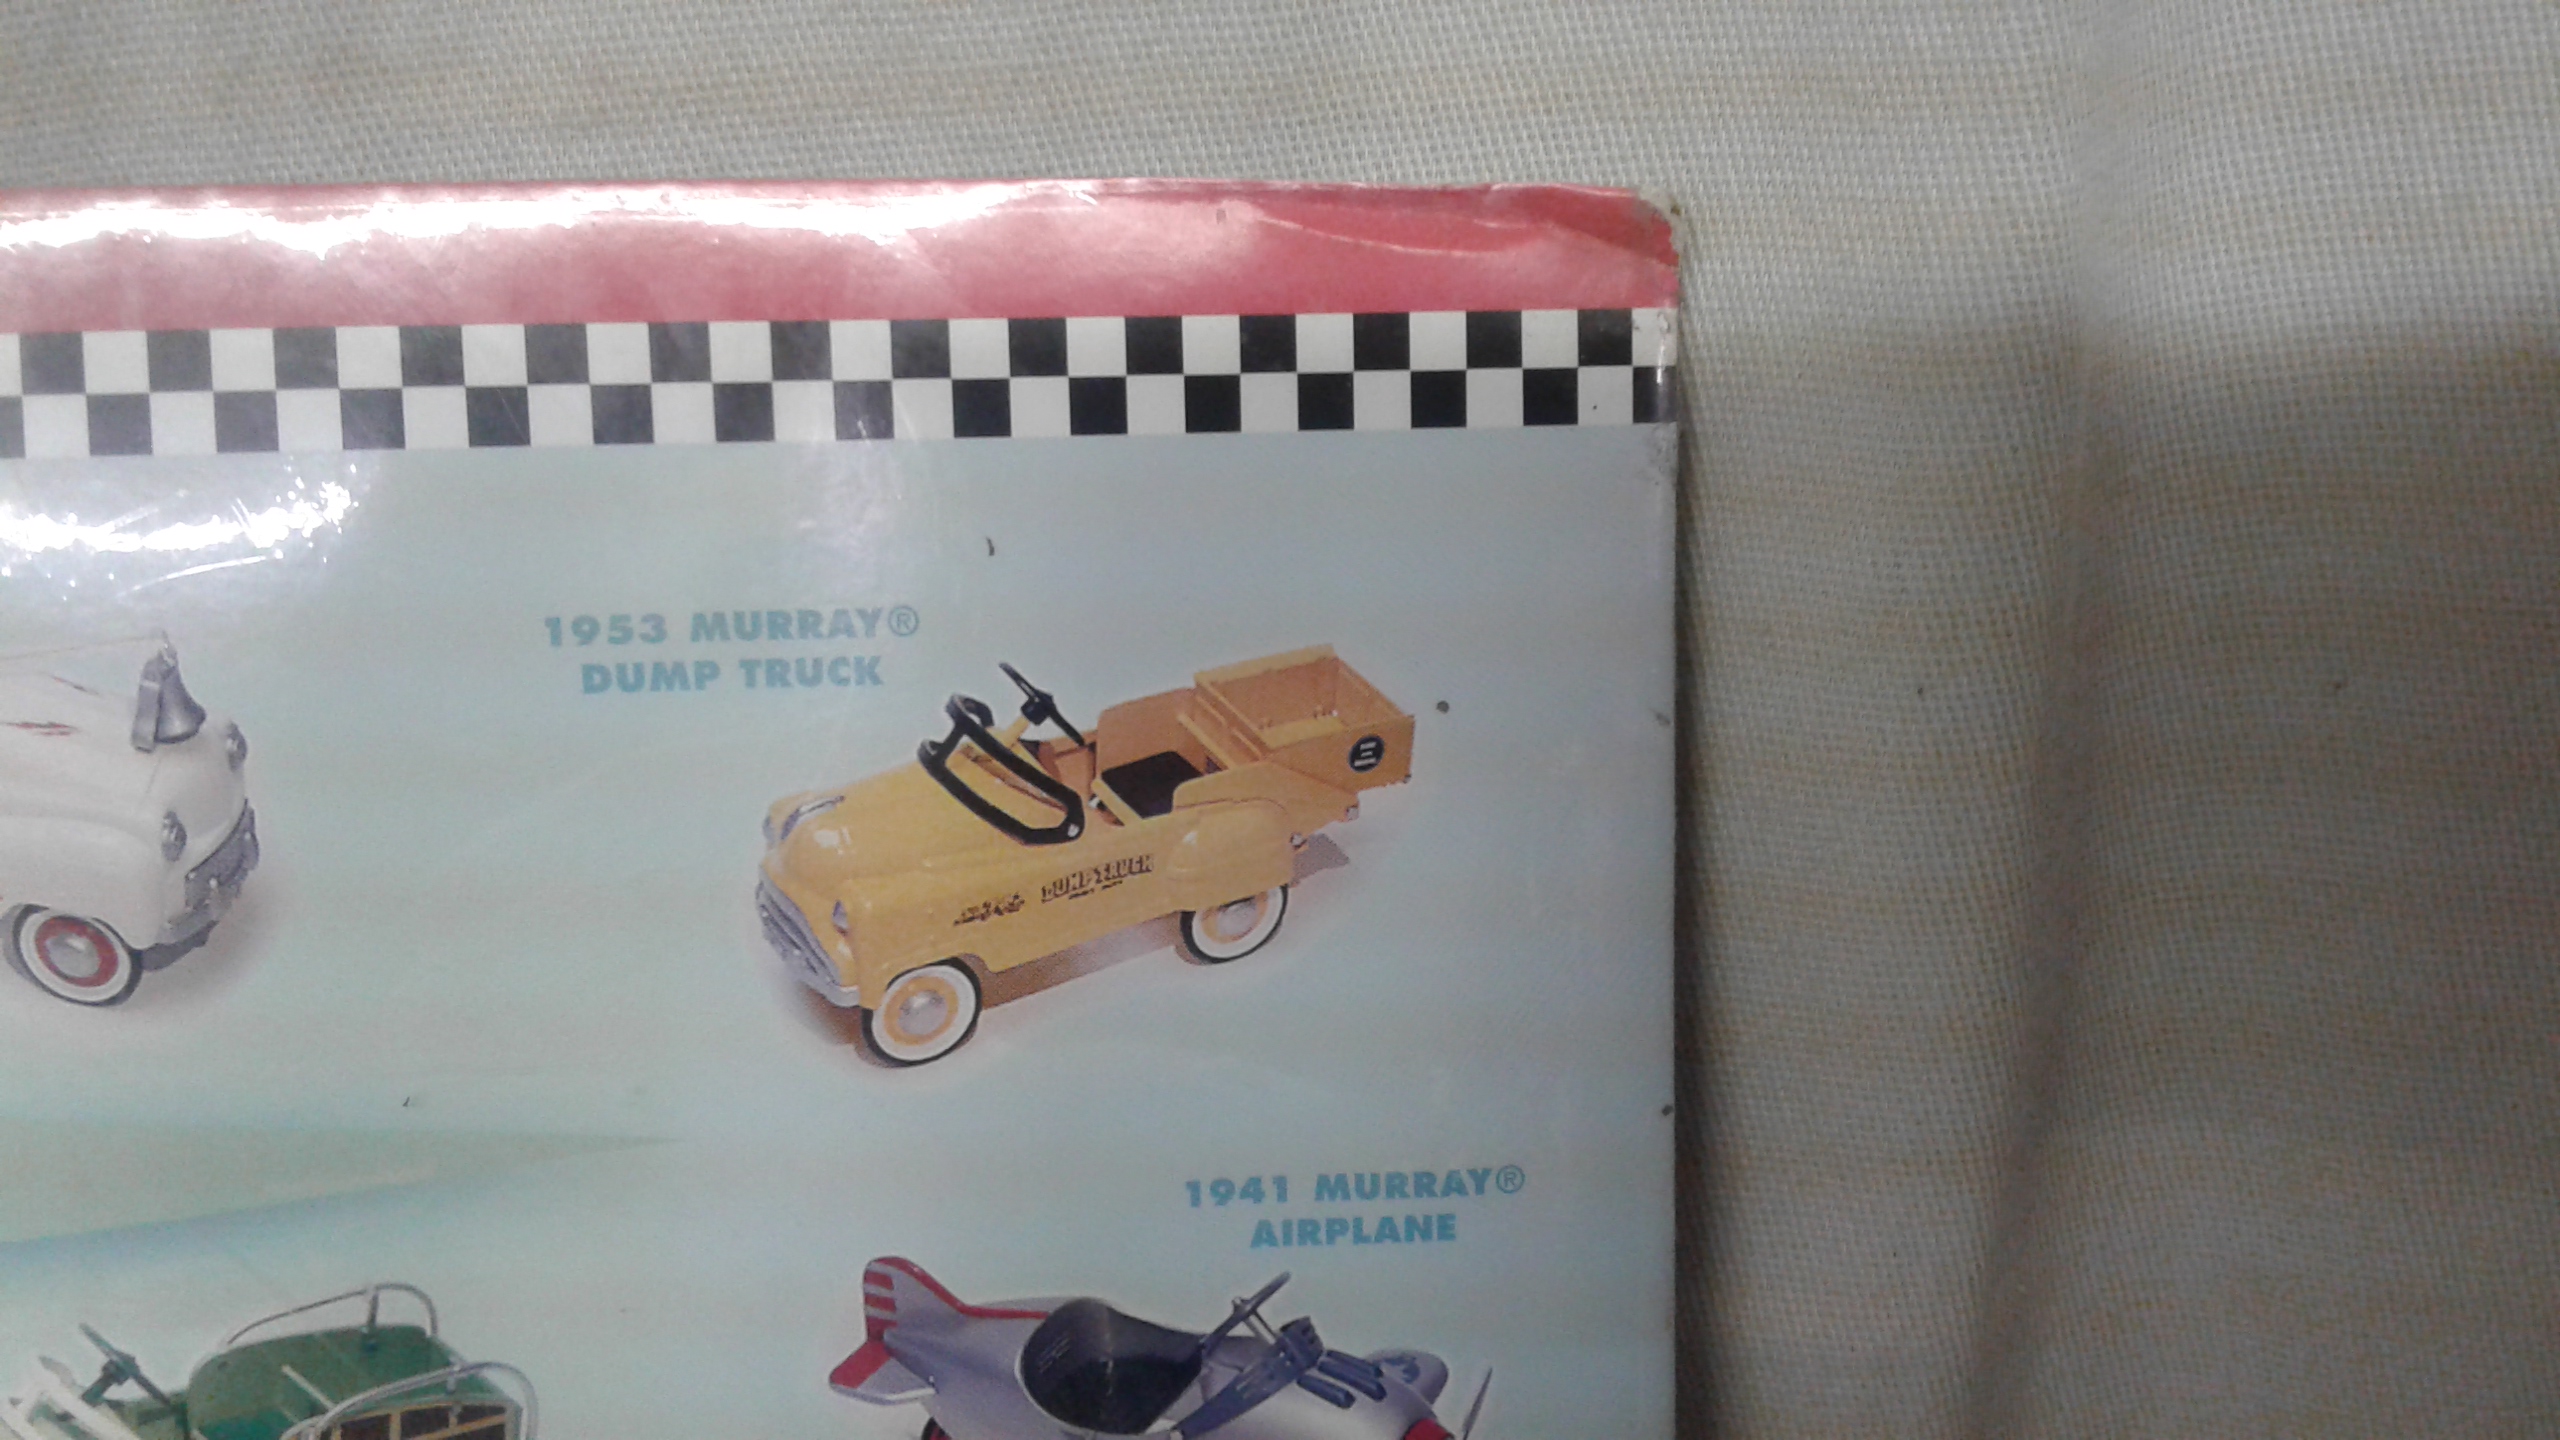 1953 MURRAY®
DUMP TRUCK
DUMP TRUCK
1941 MURRAY®
AIRPLANE